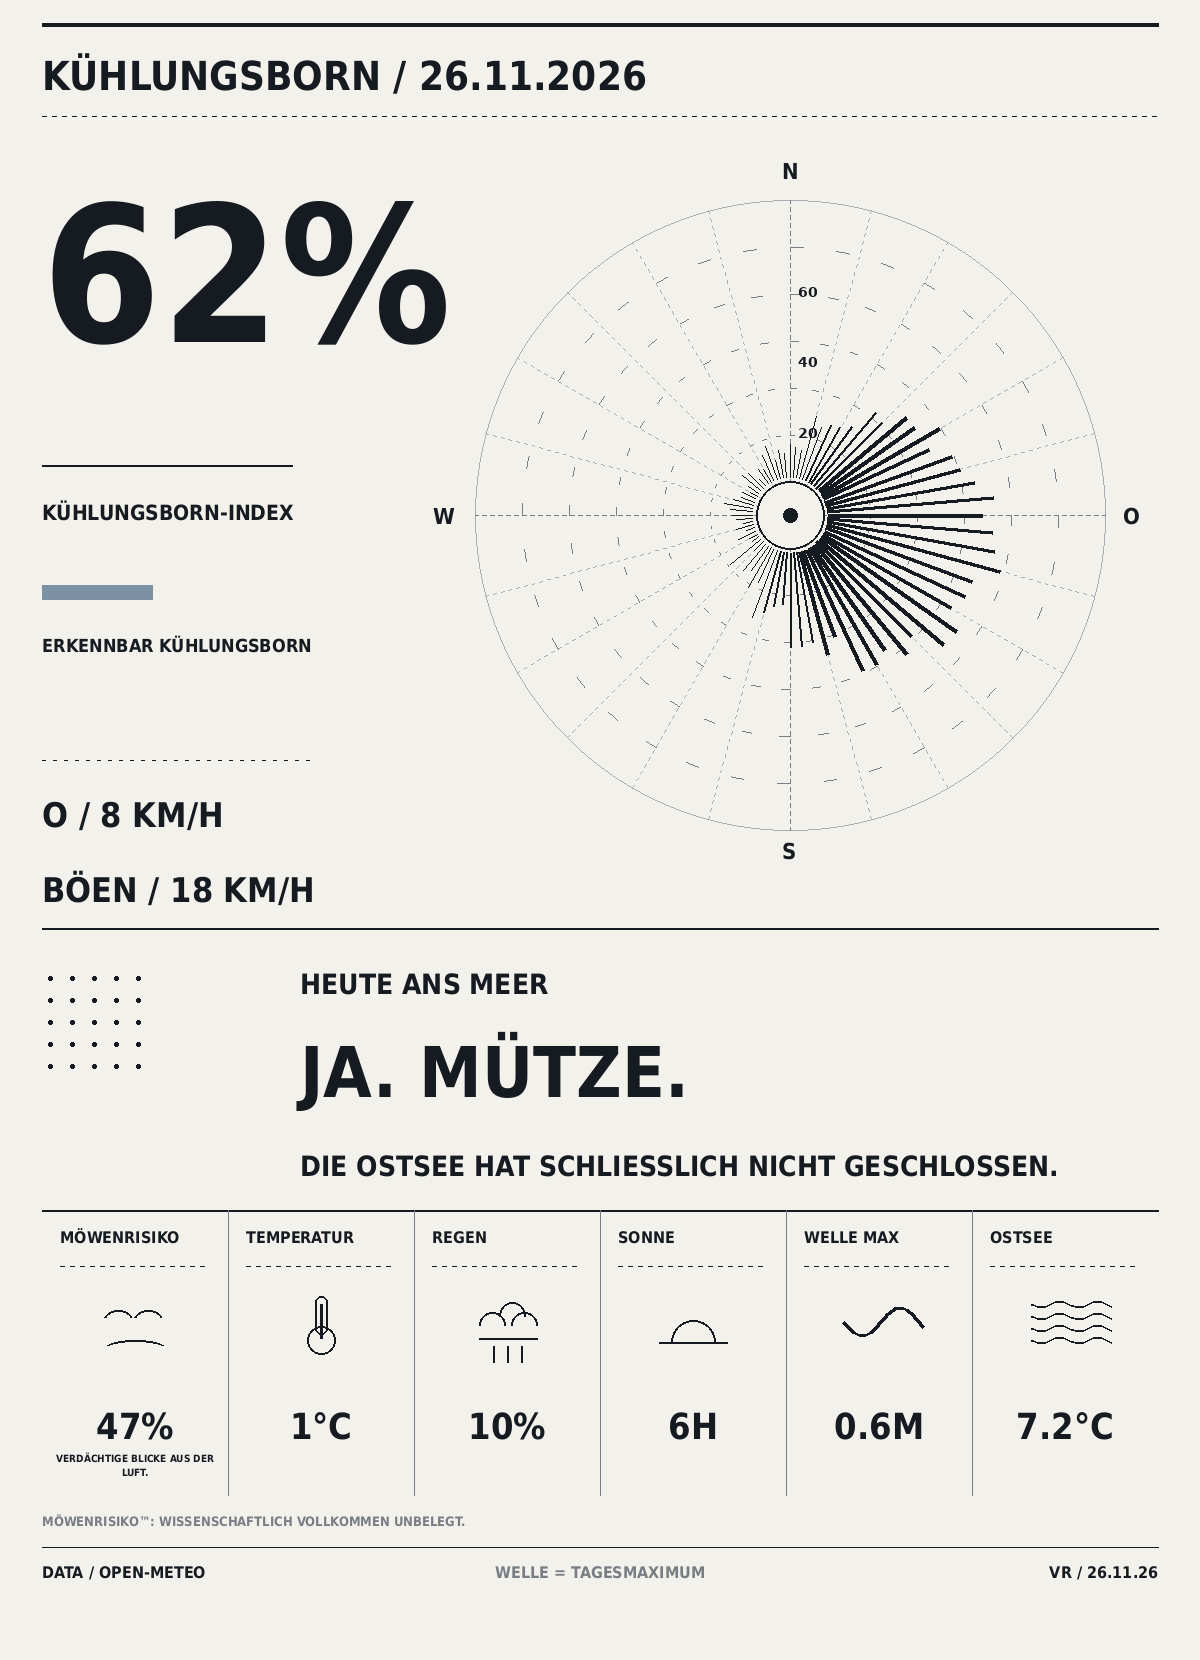 KÜHLUNGSBORN / 26.11.2026
62%
KÜHLUNGSBORN-INDEX
ERKENNBAR KÜHLUNGSBORN
O / 8 KM/H
BÖEN / 18 KM/H
N
60
40
20
W
O
S
HEUTE ANS MEER
JA. MÜTZE.
DIE OSTSEE HAT SCHLIESSLICH NICHT GESCHLOSSEN.
MÖWENRISIKO
47%
VERDÄCHTIGE BLICKE AUS DER
LUFT.
TEMPERATUR
1°C
REGEN
10%
SONNE
6H
WELLE MAX
0.6M
OSTSEE
7.2°C
MÖWENRISIKO™: WISSENSCHAFTLICH VOLLKOMMEN UNBELEGT.
DATA / OPEN-METEO
WELLE = TAGESMAXIMUM
VR / 26.11.26